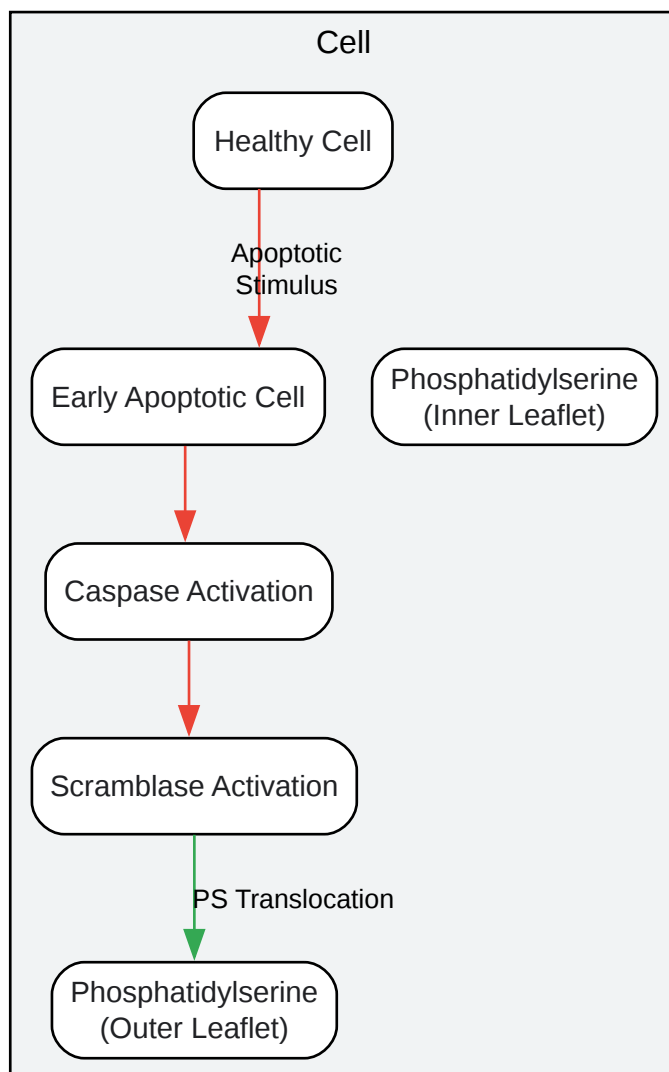 Cell
Healthy Cell
Apoptotic
Stimulus
Early Apoptotic Cell
Phosphatidylserine
(Inner Leaflet)
Caspase Activation
Scramblase Activation
PS Translocation
Phosphatidylserine
(Outer Leaflet)